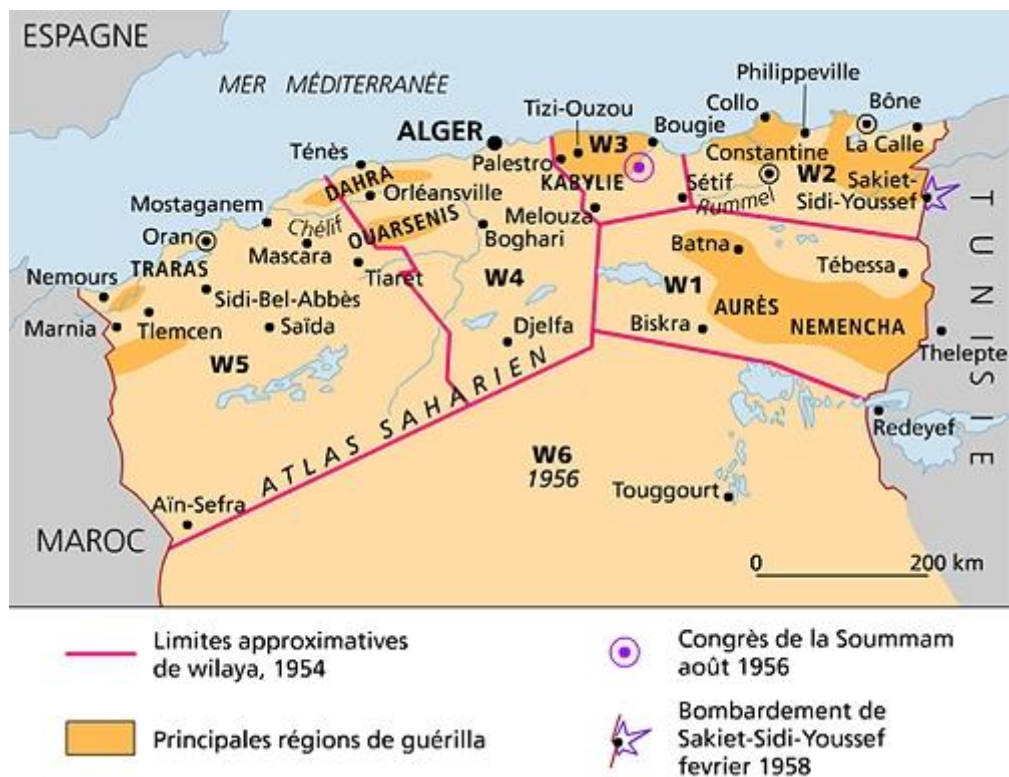 ESPAGNE
MER MÉDITERRANÉE
Philippeville
Tizi-Ouzou
Collo
Bône
ALGER
Bougie
La Calle
Ténès
Palestro
W3
Constantine
W2
DAHRA
KABYLIE
Sétif
Sakiet-
Sidi-Youssef
Orléansville
Rummel
Mostaganem
Chélif
OUARSENIS
Melouza
Oran
Mascara
Boghari
Batna
Nemours
TRARAS
Tiaret
W4
W1
Tébessa
Sidi-Bel-Abbès
AURÈS
Marnia
Tlemcen
Saïda
Djelfa
Biskra
NEMENCHA
Thelepte
W5
TUNISIE
ATLAS SAHARIEN
Redeyef
W6
1956
Touggourt
Aïn-Sefra
MAROC
0 200 km
Limites approximatives
de wilaya, 1954
Congrès de la Soummam
août 1956
Principales régions de guérilla
Bombardement de
Sakiet-Sidi-Youssef
fevrier 1958